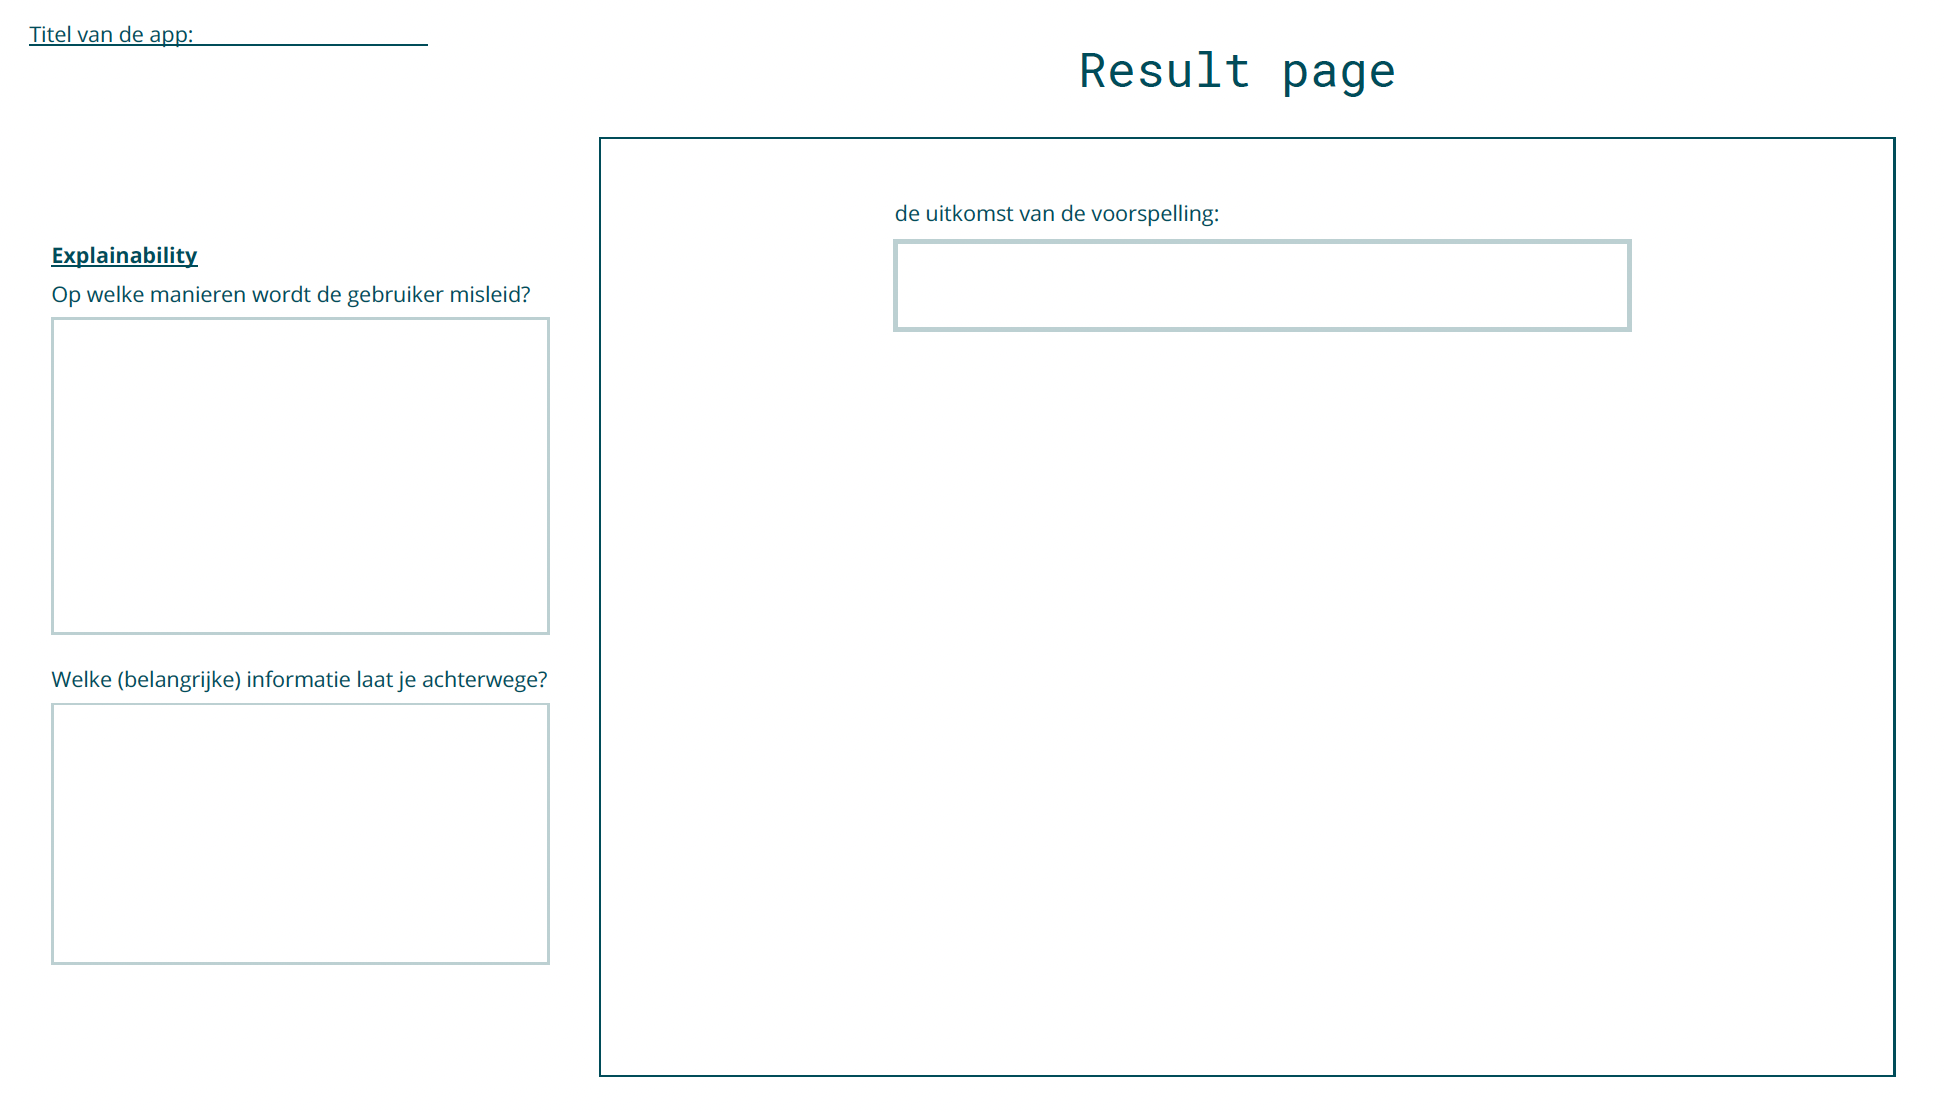 Titel van de app:
Result page
de uitkomst van de voorspelling:
Explainability
Op welke manieren wordt de gebruiker misleid?
Welke (belangrijke) informatie laat je achterwege?